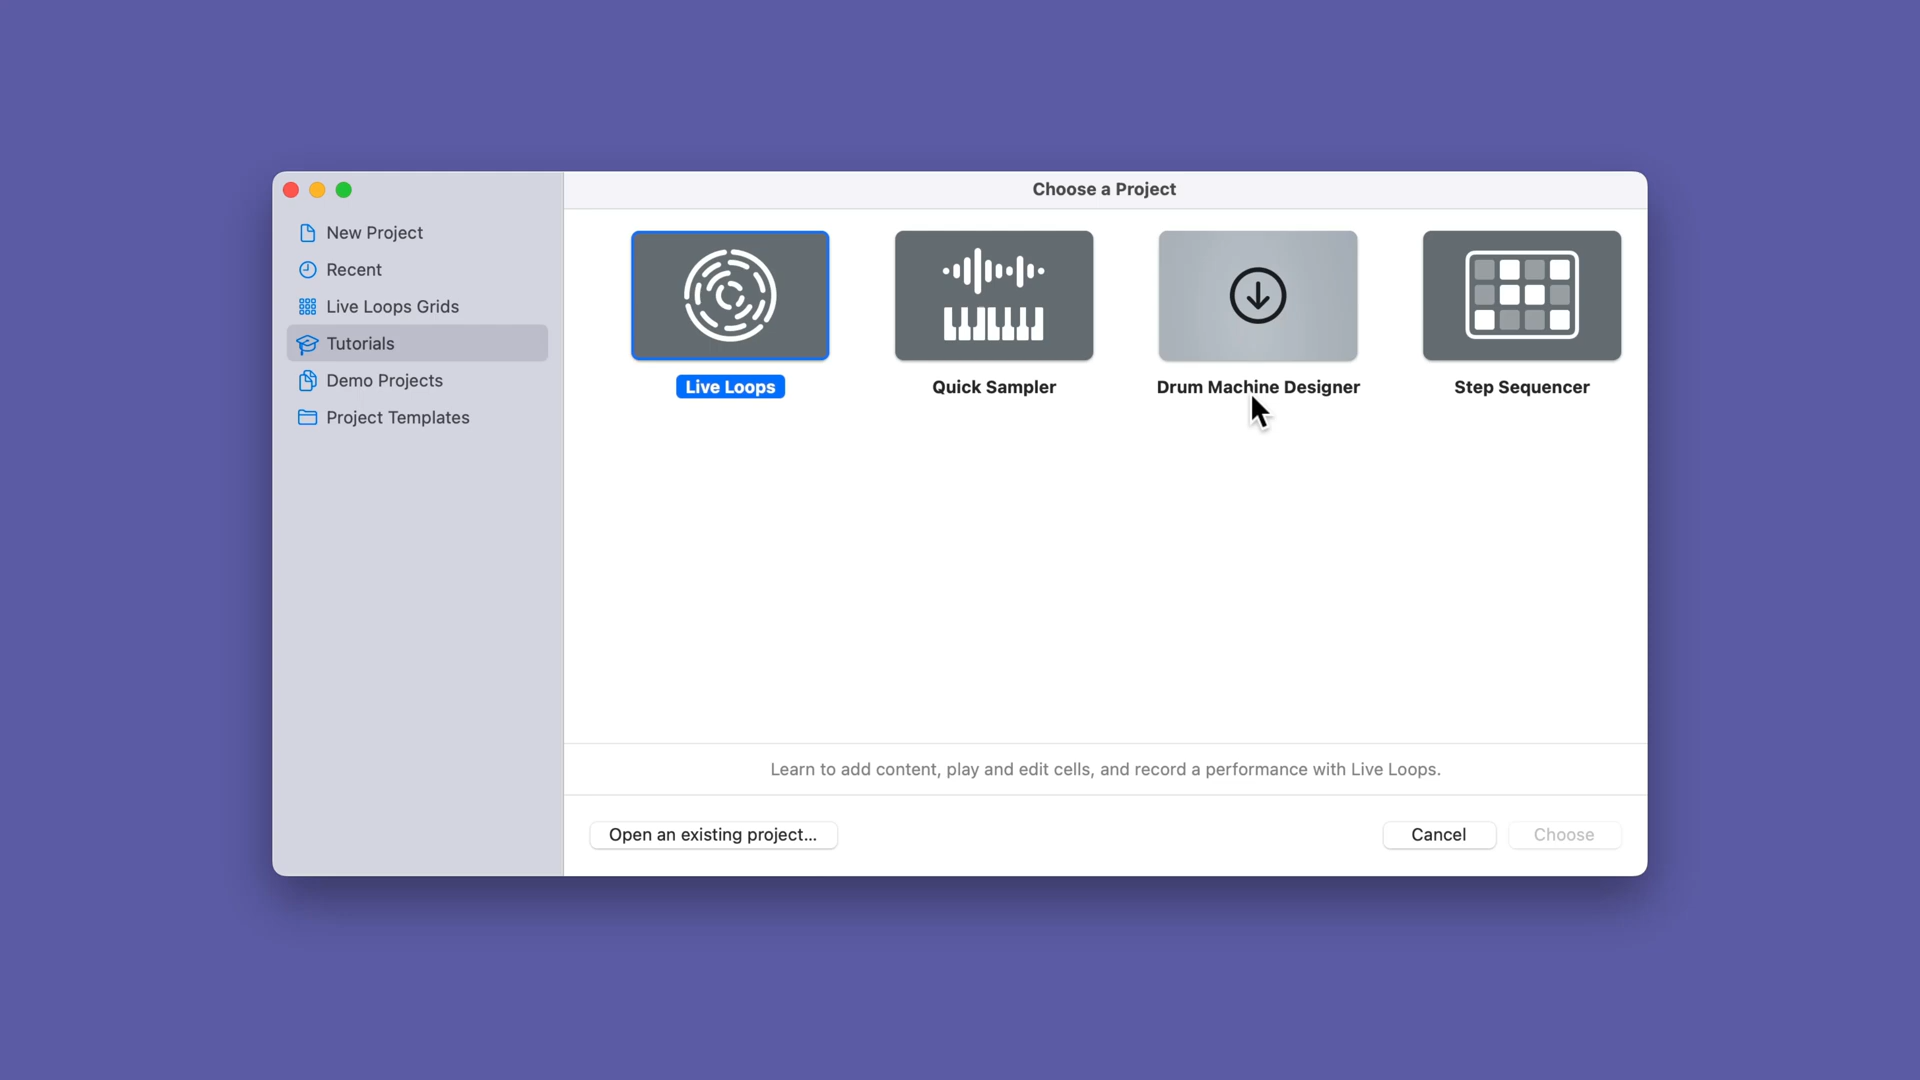 Choose a Project
New Project
Recent
Live Loops Grids
Tutorials
Demo Projects
Project Templates
Live Loops
Quick Sampler
Drum Machine Designer
Step Sequencer
Learn to add content, play and edit cells, and record a performance with Live Loops.
Open an existing project...
Cancel
Choose